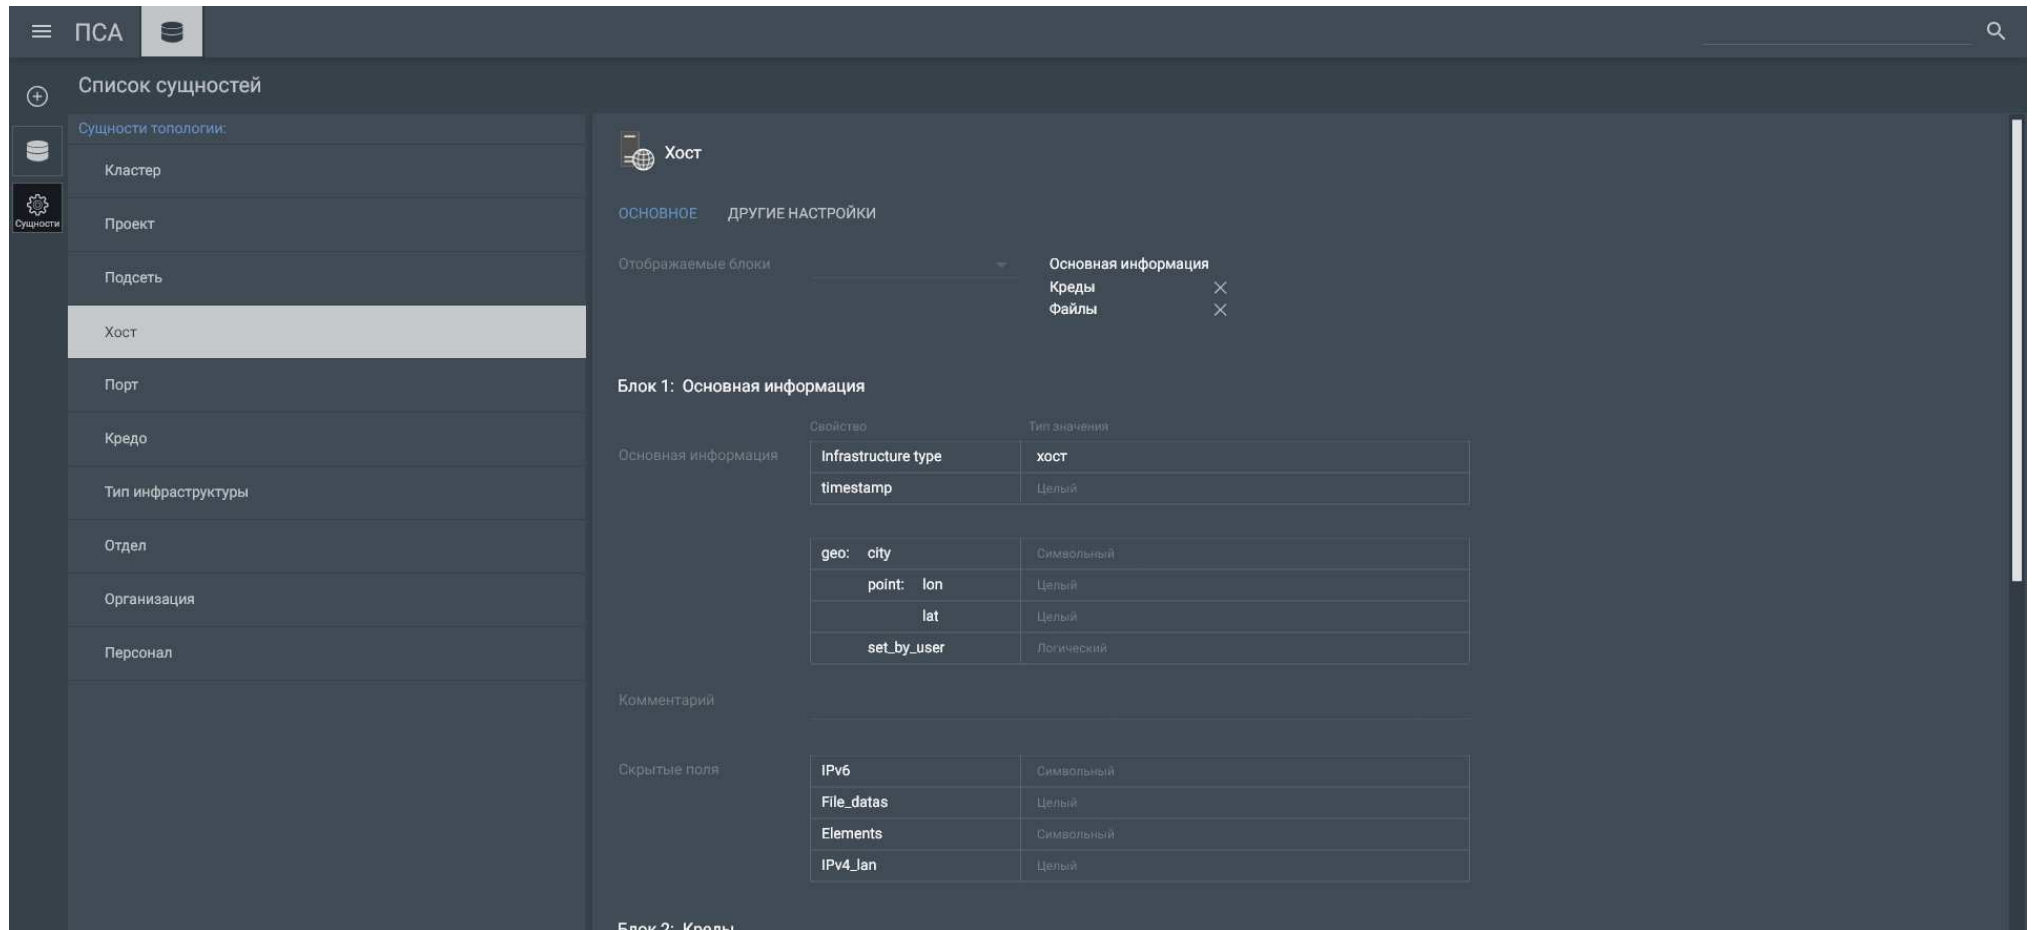 ПСА
Список сущностей
Сущности
Сущности топологии:
Кластер
Проект
Подсеть
Хост
Порт
Кредо
Тип инфраструктуры
Отдел
Организация
Персонал
Хост
ОСНОВНОЕ ДРУГИЕ НАСТРОЙКИ
Отображаемые блоки
Основная информация
Креды
Файлы
Блок 1: Основная информация
Свойство Тип значения
Основная информация Infrastructure type хост
timestamp Целый
geo: city Символьный
point: lon Целый
lat Целый
set_by_user Логический
Комментарий
Скрытые поля IPv6 Символьный
File_datas Целый
Elements Символьный
IPv4_lan Целый
Блок 2: Креды